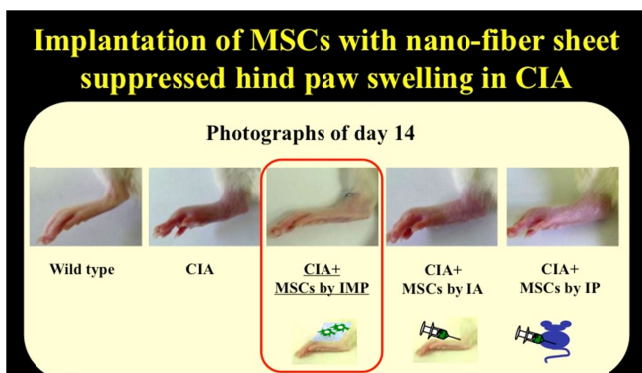 Implantation of MSCs with nano-fiber sheet
suppressed hind paw swelling in CIA
Photographs of day 14
Wild type
CIA
CIA+
MSCs by IMP
CIA+
MSCs by IA
CIA+
MSCs by IP